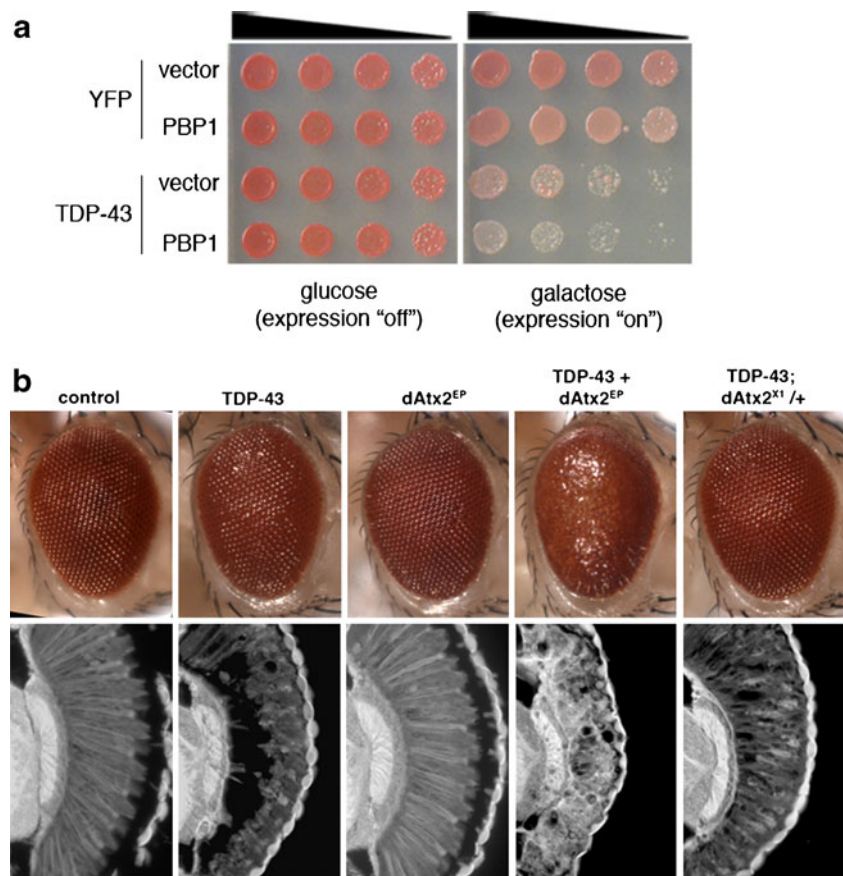 a
YFP
vector
PBP1
TDP-43
vector
PBP1
glucose
(expression “off”)
galactose
(expression “on”)
b
control
TDP-43
dAtx2EP
TDP-43 +
dAtx2EP
TDP-43;
dAtx2X1 /+